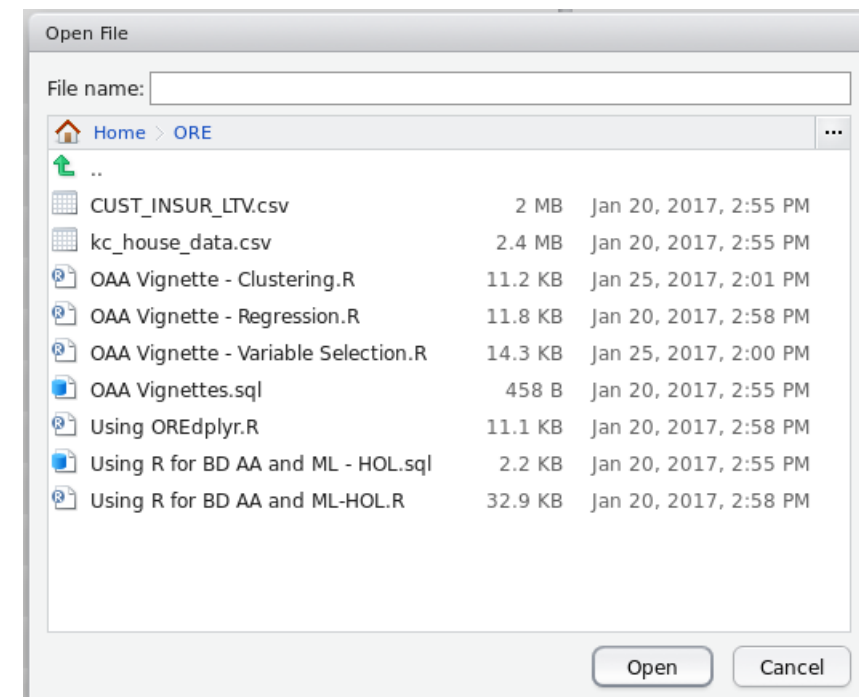 Open File
File name:
Home > ORE ...
..
CUST_INSUR_LTV.csv 2 MB Jan 20, 2017, 2:55 PM
kc_house_data.csv 2.4 MB Jan 20, 2017, 2:55 PM
OAA Vignette - Clustering.R 11.2 KB Jan 25, 2017, 2:01 PM
OAA Vignette - Regression.R 11.8 KB Jan 20, 2017, 2:58 PM
OAA Vignette - Variable Selection.R 14.3 KB Jan 25, 2017, 2:00 PM
OAA Vignettes.sql 458 B Jan 20, 2017, 2:55 PM
Using OREdplyr.R 11.1 KB Jan 20, 2017, 2:58 PM
Using R for BD AA and ML - HOL.sql 2.2 KB Jan 20, 2017, 2:55 PM
Using R for BD AA and ML-HOL.R 32.9 KB Jan 20, 2017, 2:58 PM
Open Cancel